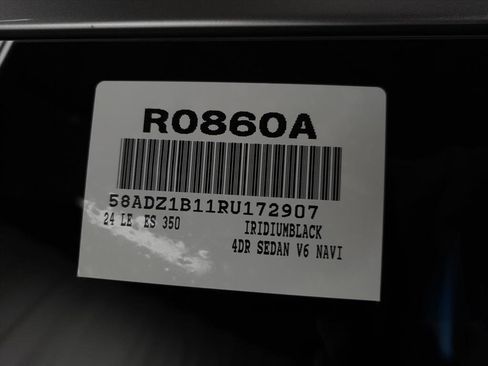 R0860A
58ADZ1B11RU172907
24 LE ES 350 IRIDIUMBLACK
4DR SEDAN V6 NAVI